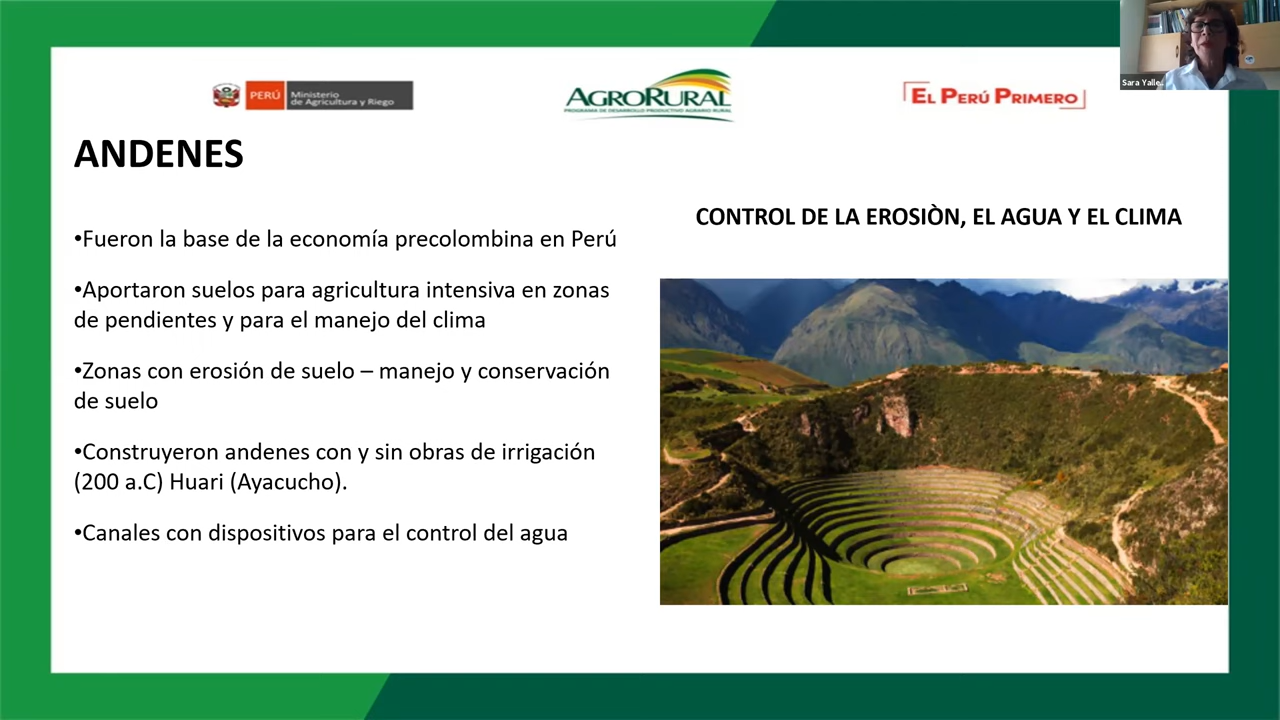 PERÚ
Ministerio
de Agricultura y Riego
AGRORURAL
PROGRAMA DE DESARROLLO PRODUCTIVO AGRARIO RURAL
EL PERÚ PRIMERO
Sara Yalle
ANDENES
•Fueron la base de la economía precolombina en Perú
•Aportaron suelos para agricultura intensiva en zonas
de pendientes y para el manejo del clima
•Zonas con erosión de suelo – manejo y conservación
de suelo
•Construyeron andenes con y sin obras de irrigación
(200 a.C) Huari (Ayacucho).
•Canales con dispositivos para el control del agua
CONTROL DE LA EROSIÒN, EL AGUA Y EL CLIMA